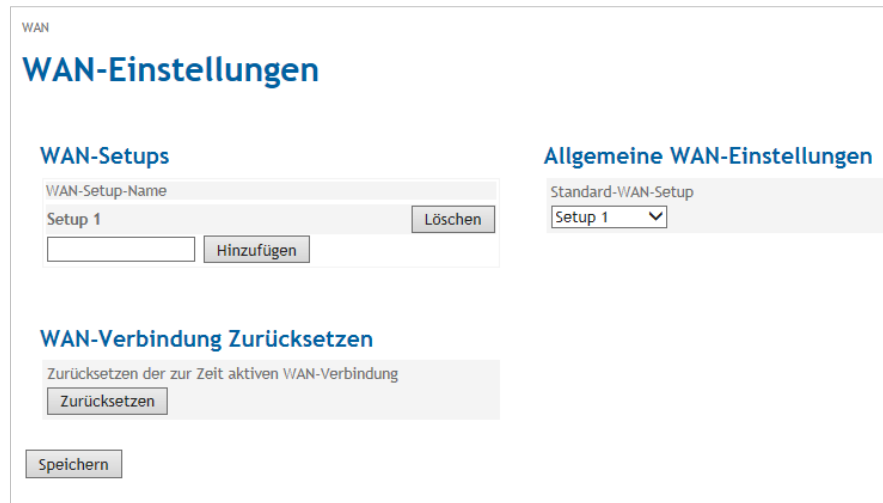 WAN
WAN-Einstellungen
WAN-Setups
WAN-Setup-Name
Setup 1
Löschen
Hinzufügen
Allgemeine WAN-Einstellungen
Standard-WAN-Setup
Setup 1
WAN-Verbindung Zurücksetzen
Zurücksetzen der zur Zeit aktiven WAN-Verbindung
Zurücksetzen
Speichern